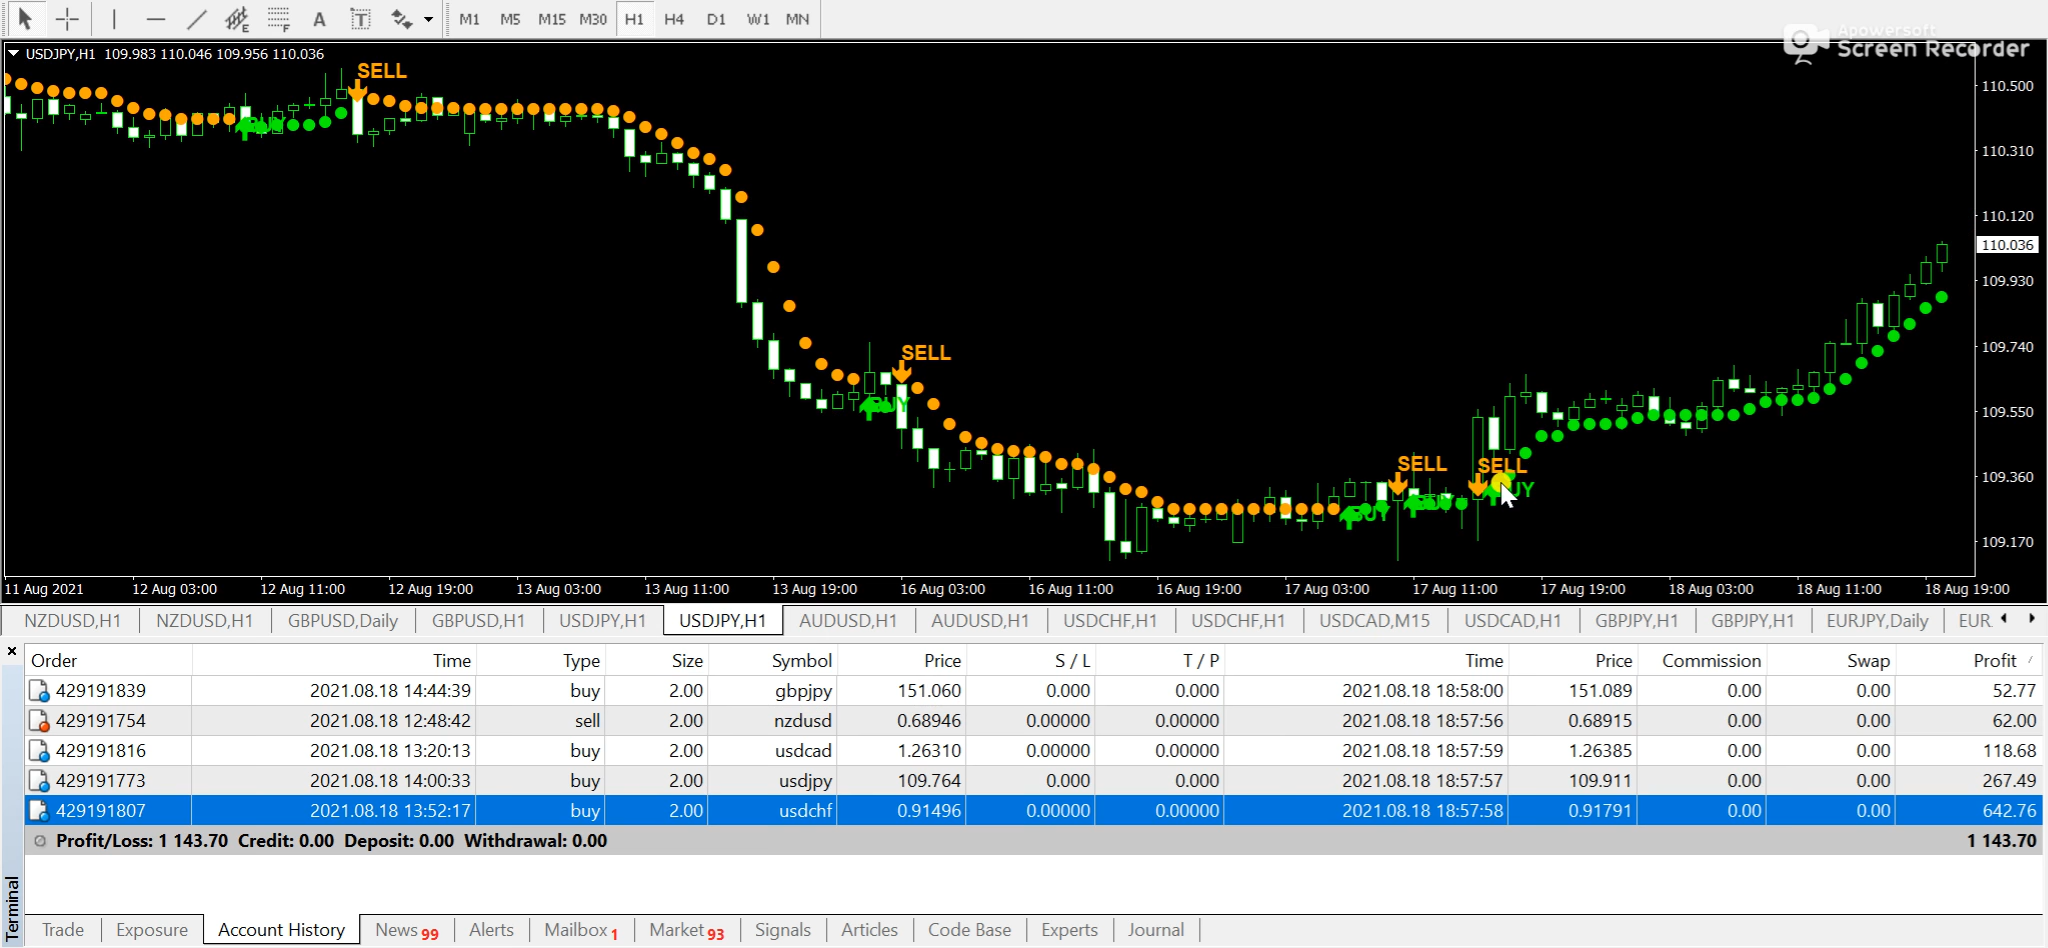 A T M1 M5 M15 M30 H1 H4 D1 W1 MN
Apowersoft
Screen Recorder
USDJPY,H1 109.983 110.046 109.956 110.036
SELL
BUY
SELL
BUY
SELL
BUY
BUY
SELL
BUY
110.500
110.310
110.120
110.036
109.930
109.740
109.550
109.360
109.170
11 Aug 2021 12 Aug 03:00 12 Aug 11:00 12 Aug 19:00 13 Aug 03:00 13 Aug 11:00 13 Aug 19:00 16 Aug 03:00 16 Aug 11:00 16 Aug 19:00 17 Aug 03:00 17 Aug 11:00 17 Aug 19:00 18 Aug 03:00 18 Aug 11:00 18 Aug 19:00
NZDUSD,H1 NZDUSD,H1 GBPUSD,Daily GBPUSD,H1 USDJPY,H1 USDJPY,H1 AUDUSD,H1 AUDUSD,H1 USDCHF,H1 USDCHF,H1 USDCAD,M15 USDCAD,H1 GBPJPY,H1 GBPJPY,H1 EURJPY,Daily EUR
Order Time Type Size Symbol Price S / L T / P Time Price Commission Swap Profit /
429191839 2021.08.18 14:44:39 buy 2.00 gbpjpy 151.060 0.000 0.000 2021.08.18 18:58:00 151.089 0.00 0.00 52.77
429191754 2021.08.18 12:48:42 sell 2.00 nzdusd 0.68946 0.00000 0.00000 2021.08.18 18:57:56 0.68915 0.00 0.00 62.00
429191816 2021.08.18 13:20:13 buy 2.00 usdcad 1.26310 0.00000 0.00000 2021.08.18 18:57:59 1.26385 0.00 0.00 118.68
429191773 2021.08.18 14:00:33 buy 2.00 usdjpy 109.764 0.000 0.000 2021.08.18 18:57:57 109.911 0.00 0.00 267.49
429191807 2021.08.18 13:52:17 buy 2.00 usdchf 0.91496 0.00000 0.00000 2021.08.18 18:57:58 0.91791 0.00 0.00 642.76
Profit/Loss: 1 143.70 Credit: 0.00 Deposit: 0.00 Withdrawal: 0.00 1 143.70
Terminal
Trade Exposure Account History News 99 Alerts Mailbox 1 Market 93 Signals Articles Code Base Experts Journal